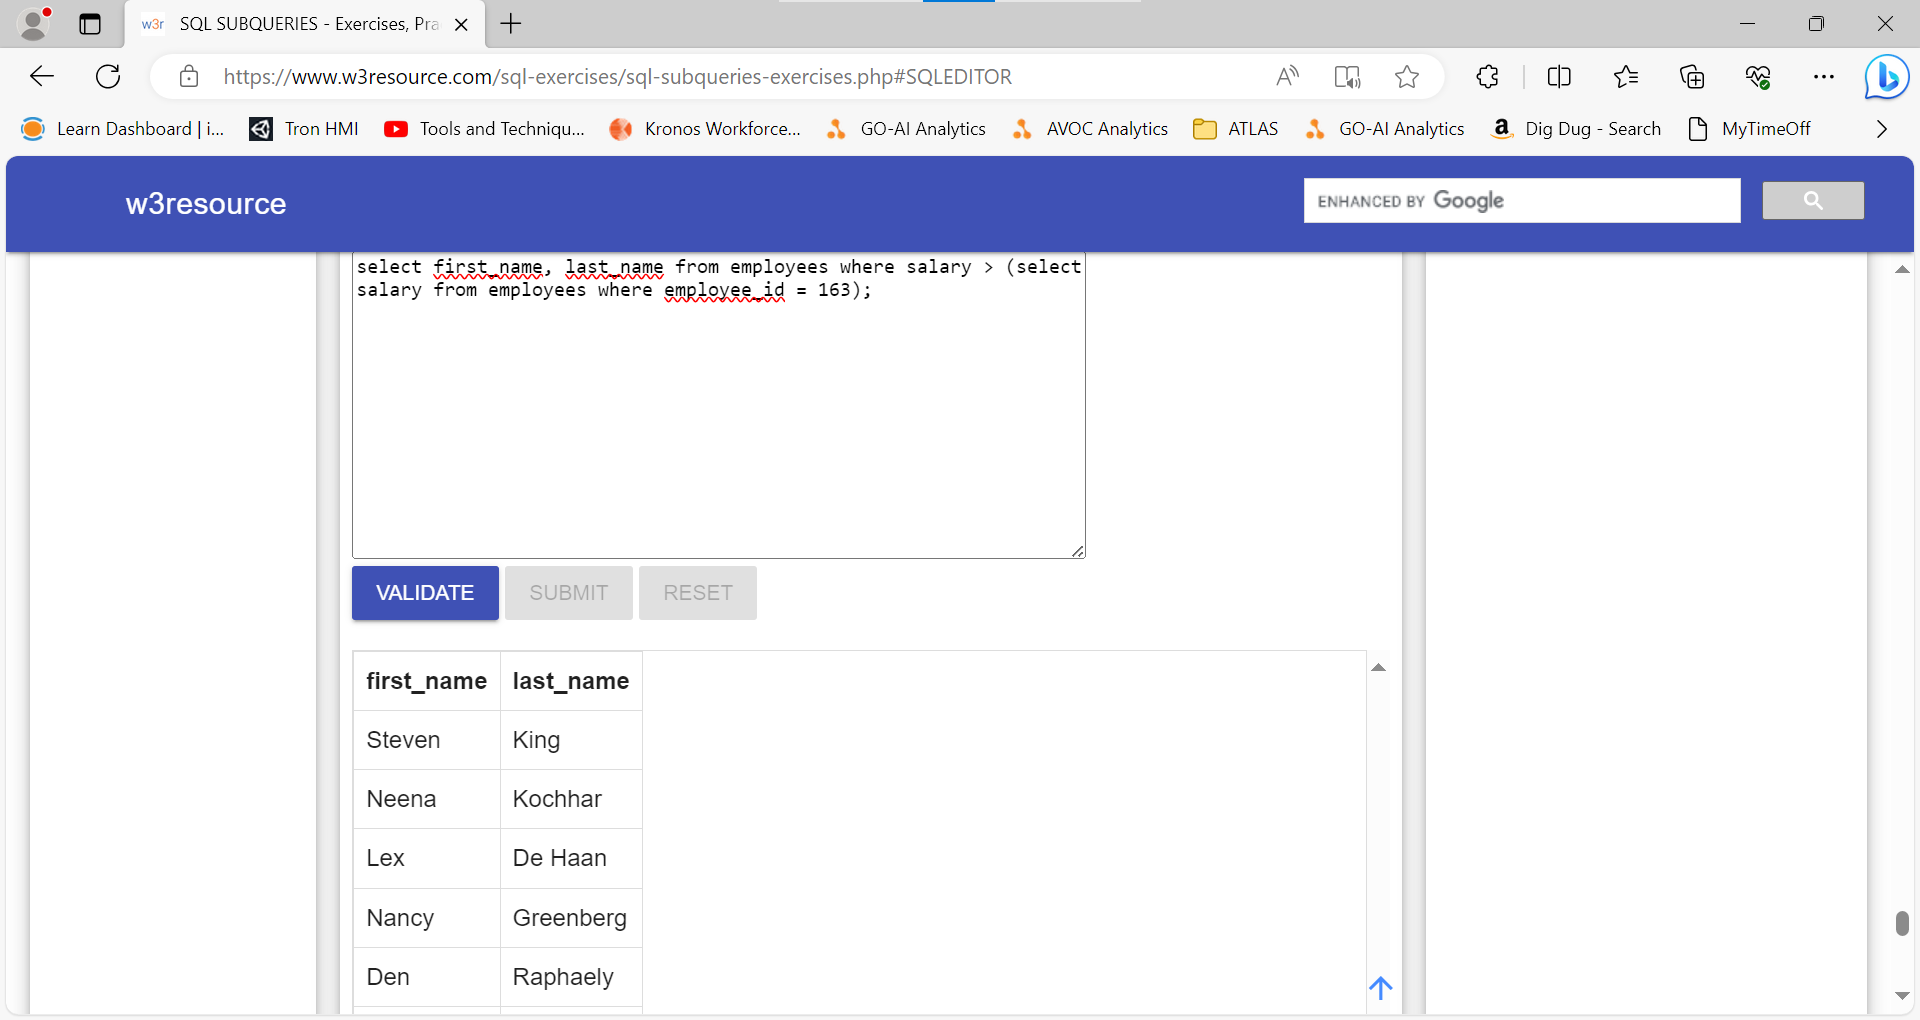 w3r SQL SUBQUERIES - Exercises, Pra
https://www.w3resource.com/sql-exercises/sql-subqueries-exercises.php#SQLEDITOR
Learn Dashboard | i... Tron HMI Tools and Techniqu... Kronos Workforce... GO-AI Analytics AVOC Analytics ATLAS GO-AI Analytics Dig Dug - Search MyTimeOff
w3resource ENHANCED BY Google
select first_name, last_name from employees where salary > (select
salary from employees where employee_id = 163);
VALIDATE SUBMIT RESET
first_name last_name
Steven King
Neena Kochhar
Lex De Haan
Nancy Greenberg
Den Raphaely